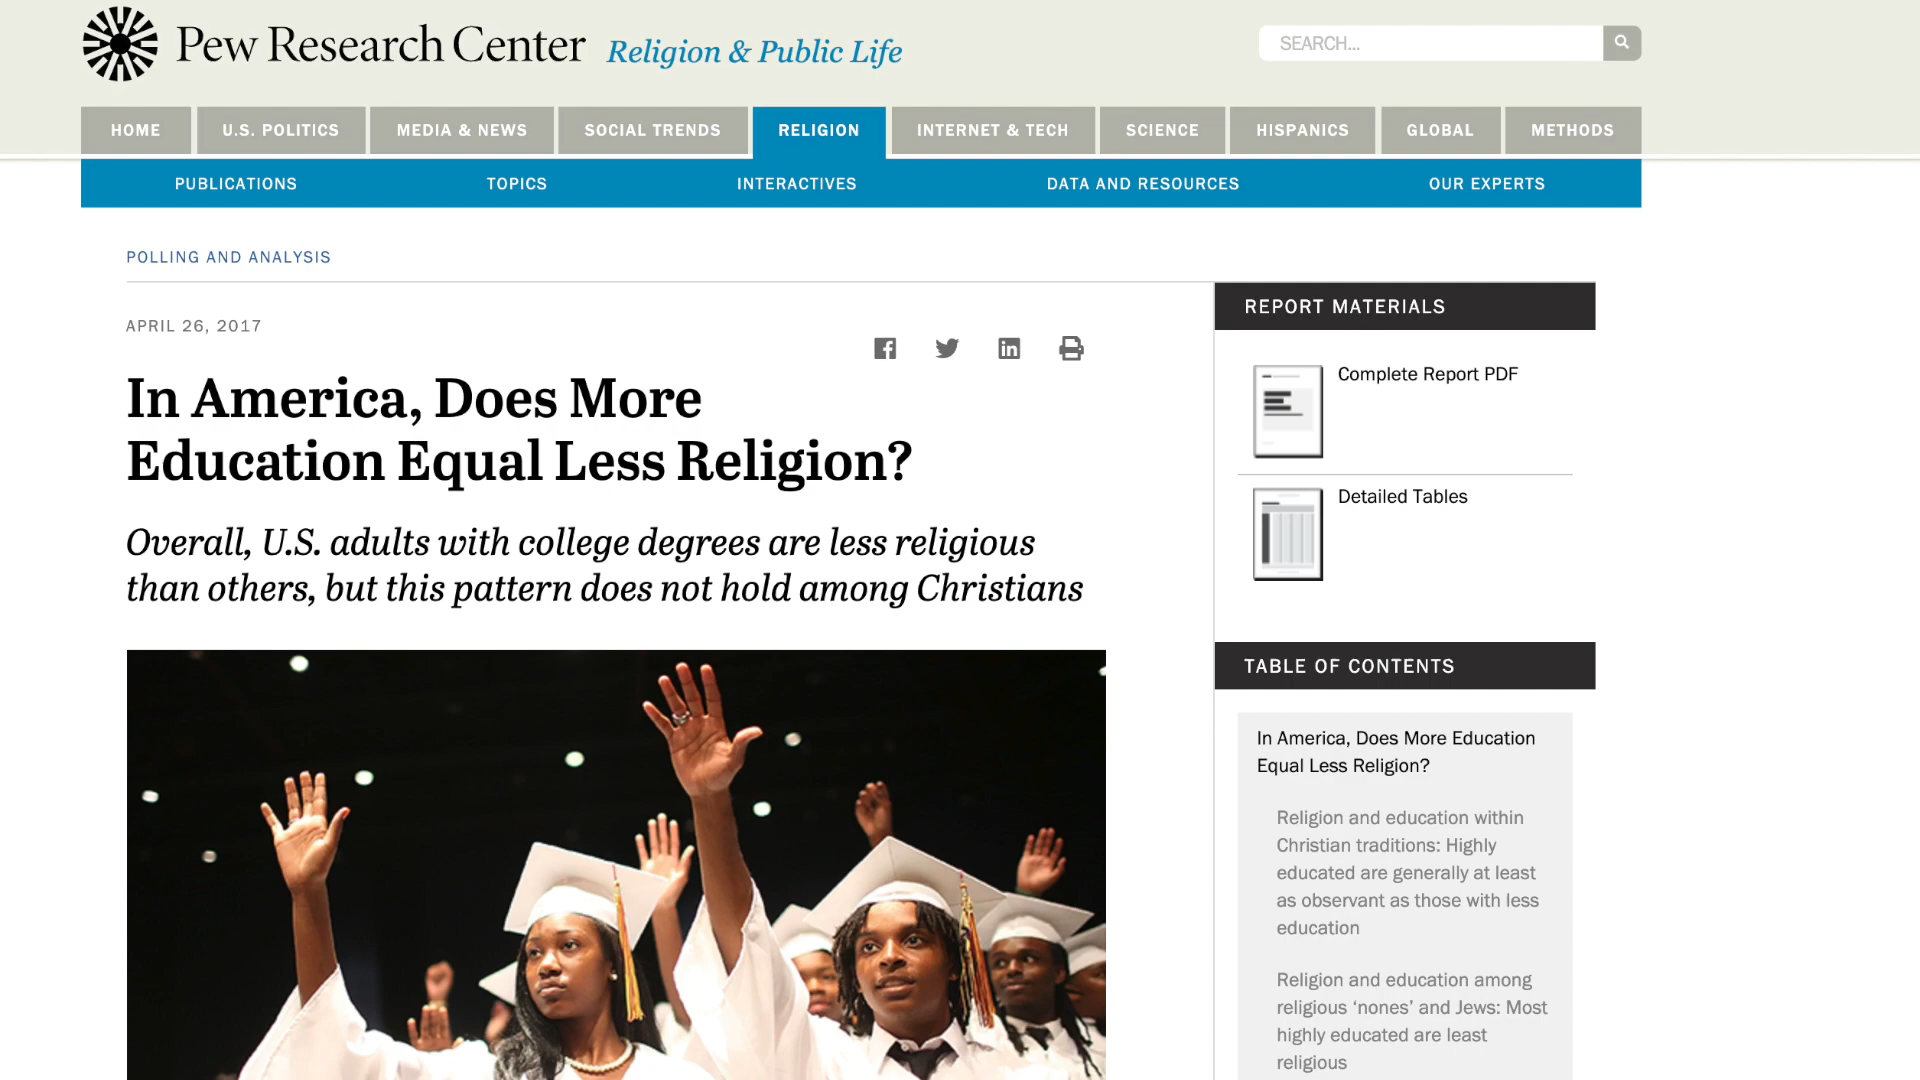 Pew Research Center Religion & Public Life
SEARCH...
HOME U.S. POLITICS MEDIA & NEWS SOCIAL TRENDS RELIGION INTERNET & TECH SCIENCE HISPANICS GLOBAL METHODS
PUBLICATIONS TOPICS INTERACTIVES DATA AND RESOURCES OUR EXPERTS
POLLING AND ANALYSIS
APRIL 26, 2017
In America, Does More
Education Equal Less Religion?
Overall, U.S. adults with college degrees are less religious
than others, but this pattern does not hold among Christians
REPORT MATERIALS
Complete Report PDF
Detailed Tables
TABLE OF CONTENTS
In America, Does More Education
Equal Less Religion?
Religion and education within
Christian traditions: Highly
educated are generally at least
as observant as those with less
education
Religion and education among
religious ‘nones’ and Jews: Most
highly educated are least
religious